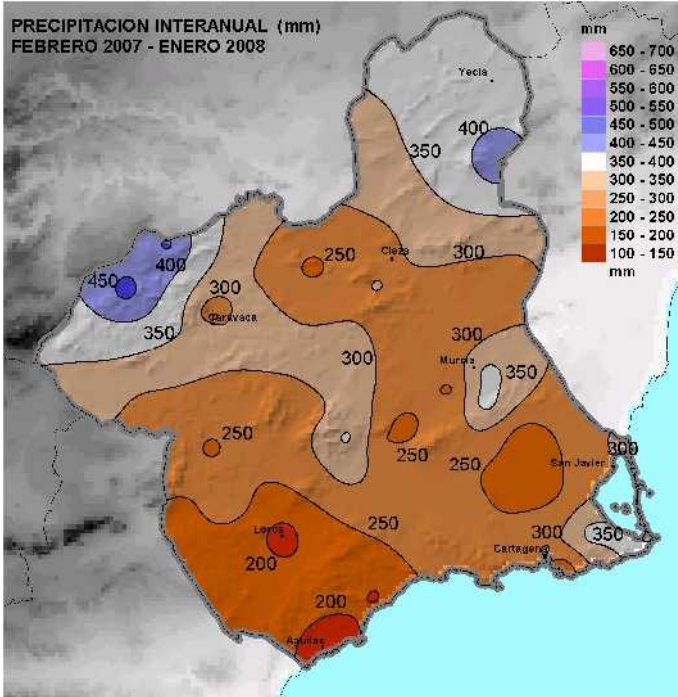 PRECIPITACION INTERANUAL (mm)
FEBRERO 2007 - ENERO 2008
mm
650 - 700
600 - 650
550 - 600
500 - 550
450 - 500
400 - 450
350 - 400
300 - 350
250 - 300
200 - 250
150 - 200
100 - 150
mm
Yecla
400
350
250
Cieza
300
400
450
300
Caravaca
350
300
300
Murcia
350
250
250
250
300
San Javier
250
Lorca
200
300
350
Cartagena
200
Aguilas